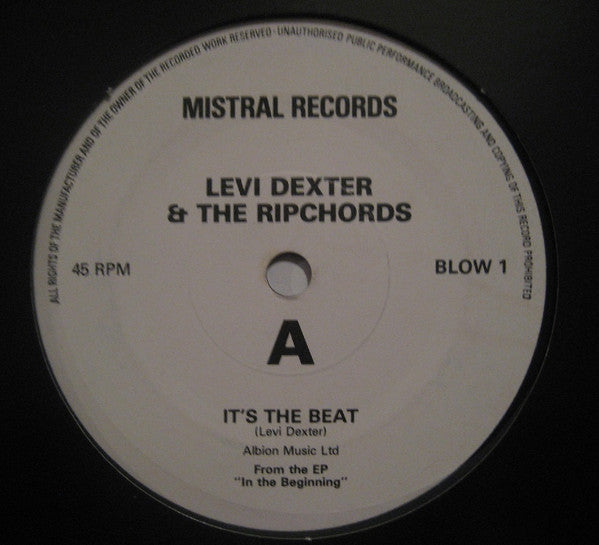 ALL RIGHTS OF THE MANUFACTURER AND OF THE OWNER OF THE RECORDED WORK RESERVED · UNAUTHORISED PUBLIC PERFORMANCE BROADCASTING AND COPYING OF THIS RECORD PROHIBITED
MISTRAL RECORDS
LEVI DEXTER
& THE RIPCHORDS
45 RPM
BLOW 1
A
IT'S THE BEAT
(Levi Dexter)
Albion Music Ltd
From the EP
"In the Beginning"